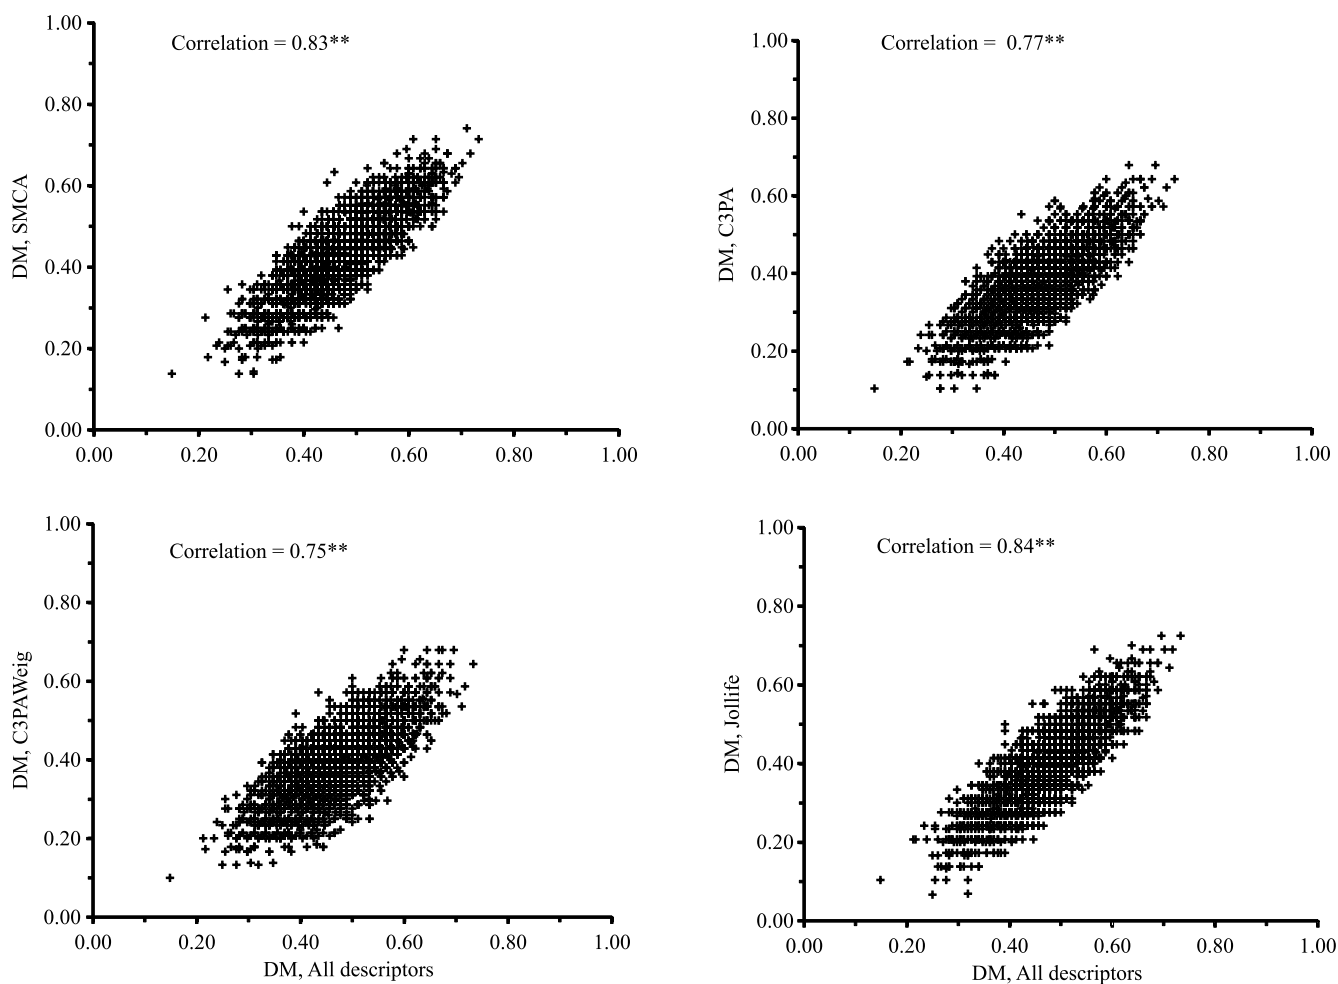 Correlation = 0.83**
DM, SMCA
1.00
0.80
0.60
0.40
0.20
0.00
0.00 0.20 0.40 0.60 0.80 1.00
Correlation = 0.77**
DM, C3PA
1.00
0.80
0.60
0.40
0.20
0.00
0.00 0.20 0.40 0.60 0.80 1.00
Correlation = 0.75**
DM, C3PAWeig
1.00
0.80
0.60
0.40
0.20
0.00
0.00 0.20 0.40 0.60 0.80 1.00
DM, All descriptors
Correlation = 0.84**
DM, Jollife
1.00
0.80
0.60
0.40
0.20
0.00
0.00 0.20 0.40 0.60 0.80 1.00
DM, All descriptors